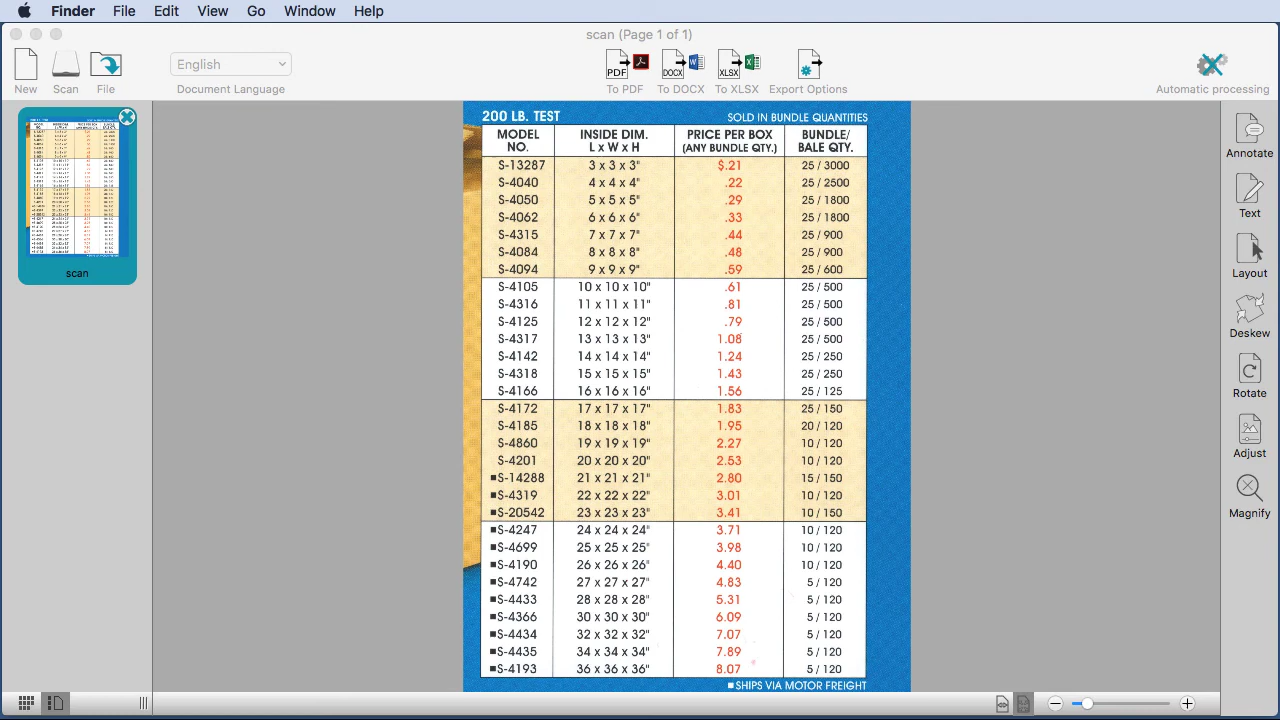 Finder File Edit View Go Window Help
scan (Page 1 of 1)
New Scan File
English
Document Language
PDF DOCX XLSX
To PDF To DOCX To XLSX Export Options
Automatic processing
scan
Annotate
Text
Layout
Deskew
Rotate
Adjust
Magnify
200 LB. TEST SOLD IN BUNDLE QUANTITIES
MODEL INSIDE DIM. PRICE PER BOX BUNDLE/
NO. L x W x H (ANY BUNDLE QTY.) BALE QTY.
S-13287 3 x 3 x 3" $.21 25 / 3000
S-4040 4 x 4 x 4" .22 25 / 2500
S-4050 5 x 5 x 5" .29 25 / 1800
S-4062 6 x 6 x 6" .33 25 / 1800
S-4315 7 x 7 x 7" .44 25 / 900
S-4084 8 x 8 x 8" .48 25 / 900
S-4094 9 x 9 x 9" .59 25 / 600
S-4105 10 x 10 x 10" .61 25 / 500
S-4316 11 x 11 x 11" .81 25 / 500
S-4125 12 x 12 x 12" .79 25 / 500
S-4317 13 x 13 x 13" 1.08 25 / 500
S-4142 14 x 14 x 14" 1.24 25 / 250
S-4318 15 x 15 x 15" 1.43 25 / 250
S-4166 16 x 16 x 16" 1.56 25 / 125
S-4172 17 x 17 x 17" 1.83 25 / 150
S-4185 18 x 18 x 18" 1.95 20 / 120
S-4860 19 x 19 x 19" 2.27 10 / 120
S-4201 20 x 20 x 20" 2.53 10 / 120
■S-14288 21 x 21 x 21" 2.80 15 / 150
■S-4319 22 x 22 x 22" 3.01 10 / 120
■S-20542 23 x 23 x 23" 3.41 10 / 150
■S-4247 24 x 24 x 24" 3.71 10 / 120
■S-4699 25 x 25 x 25" 3.98 10 / 120
■S-4190 26 x 26 x 26" 4.40 10 / 120
■S-4742 27 x 27 x 27" 4.83 5 / 120
■S-4433 28 x 28 x 28" 5.31 5 / 120
■S-4366 30 x 30 x 30" 6.09 5 / 120
■S-4434 32 x 32 x 32" 7.07 5 / 120
■S-4435 34 x 34 x 34" 7.89 5 / 120
■S-4193 36 x 36 x 36" 8.07 5 / 120
■SHIPS VIA MOTOR FREIGHT